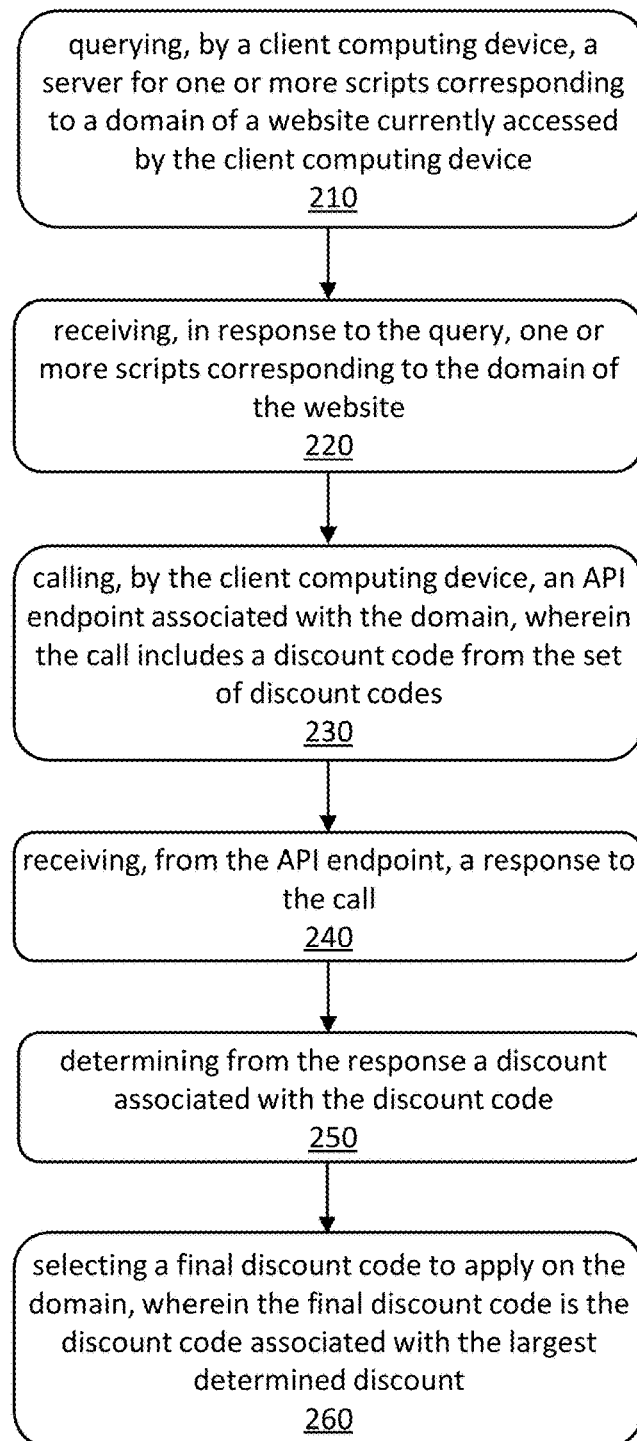 querying, by a client computing device, a
server for one or more scripts corresponding
to a domain of a website currently accessed
by the client computing device
210
receiving, in response to the query, one or
more scripts corresponding to the domain of
the website
220
calling, by the client computing device, an API
endpoint associated with the domain, wherein
the call includes a discount code from the set
of discount codes
230
receiving, from the API endpoint, a response to
the call
240
determining from the response a discount
associated with the discount code
250
selecting a final discount code to apply on the
domain, wherein the final discount code is the
discount code associated with the largest
determined discount
260